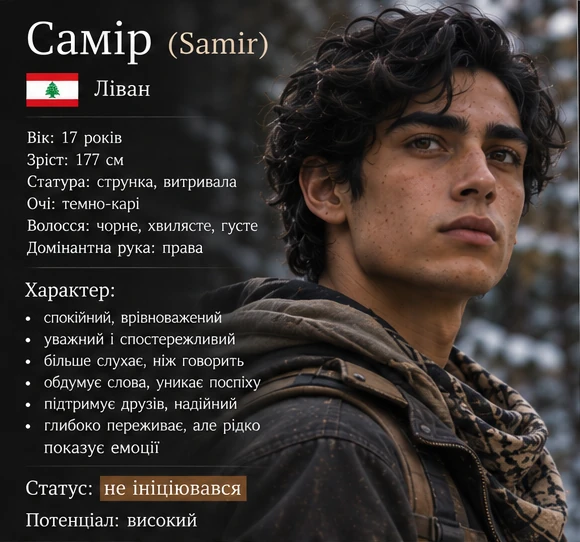 Самір (Samir)
Ліван
Вік: 17 років
Зріст: 177 см
Статура: струнка, витривала
Очі: темно-карі
Волосся: чорне, хвилясте, густе
Домінантна рука: права
Характер:
• спокійний, врівноважений
• уважний і спостережливий
• більше слухає, ніж говорить
• обдумує слова, уникає поспіху
• підтримує друзів, надійний
• глибоко переживає, але рідко
показує емоції
Статус: не ініціювався
Потенціал: високий